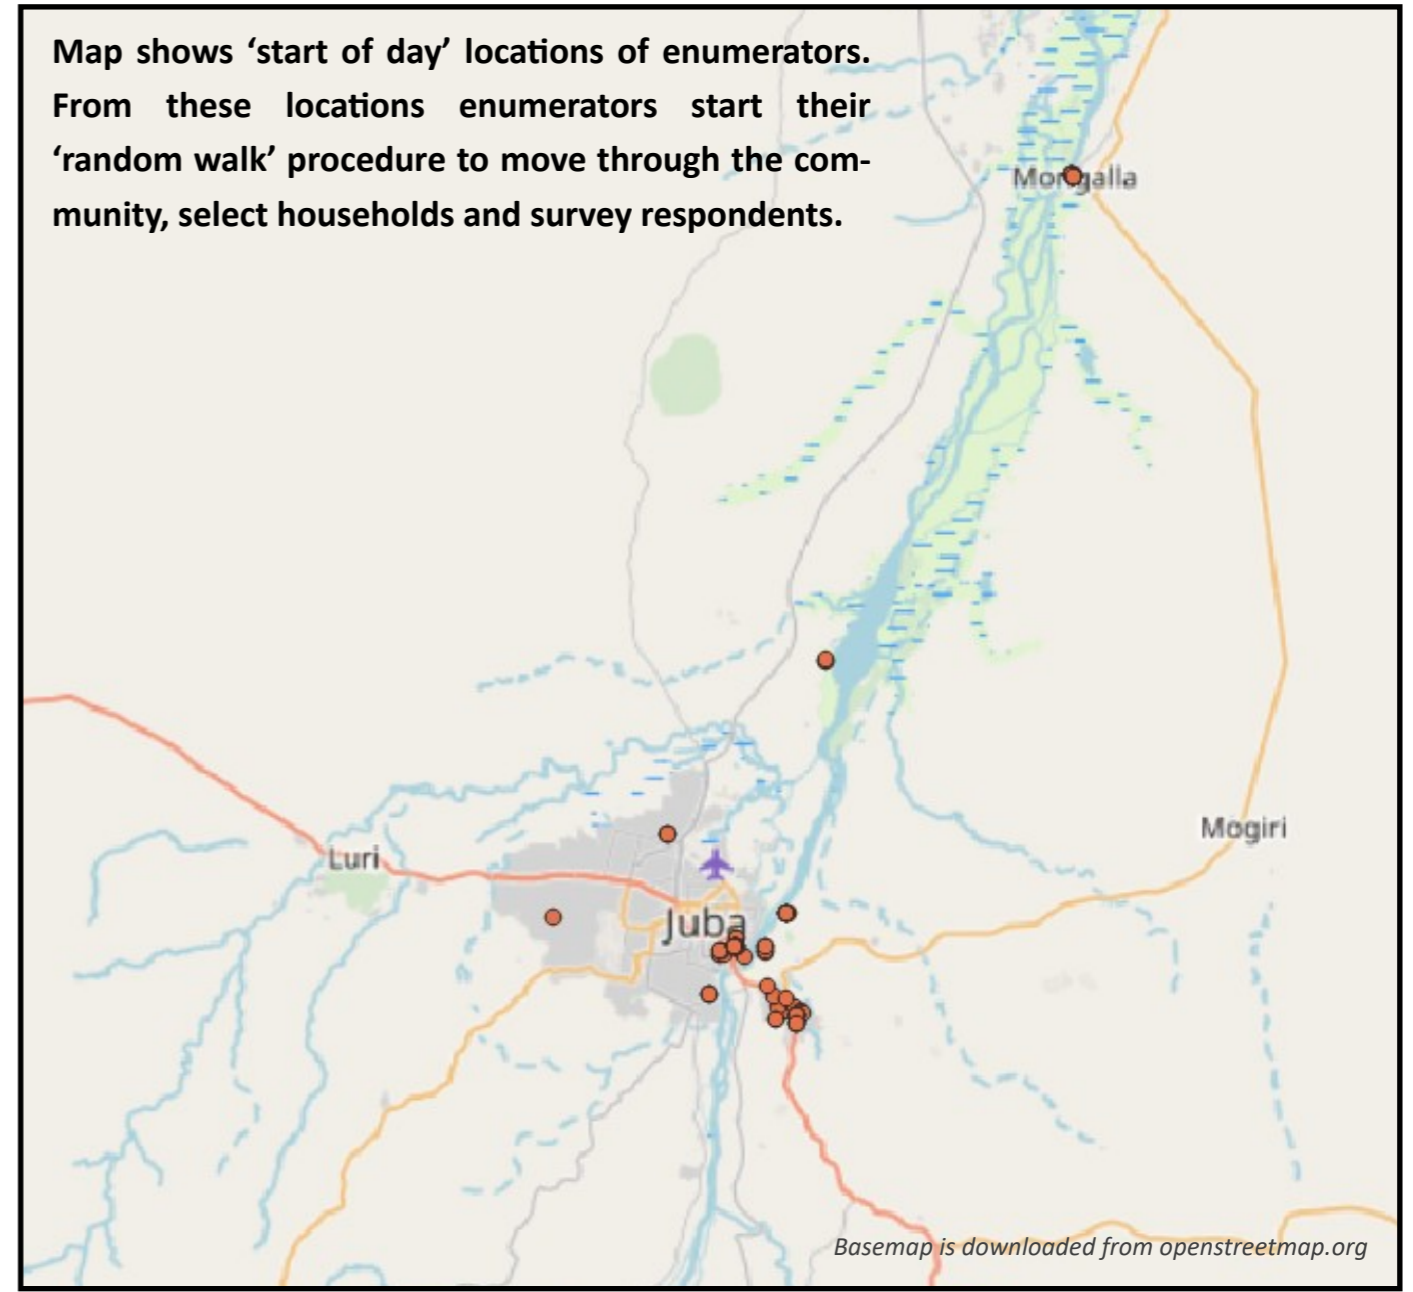 Map shows ‘start of day’ locations of enumerators.
From these locations enumerators start their
‘random walk’ procedure to move through the com-
munity, select households and survey respondents.
Mongalla
Mogiri
Luri
Juba
Basemap is downloaded from openstreetmap.org